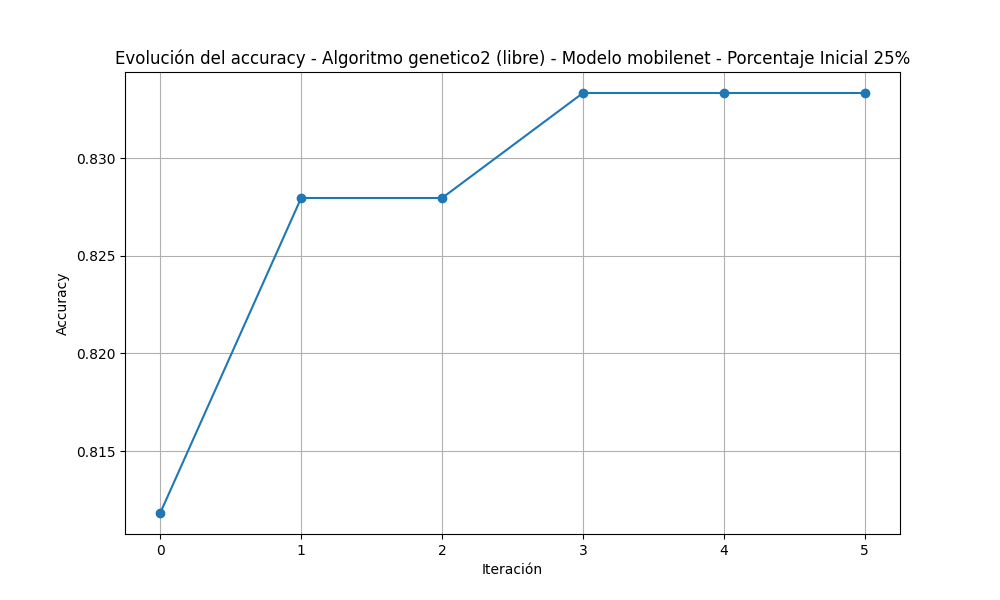 Evolución del accuracy - Algoritmo genetico2 (libre) - Modelo mobilenet - Porcentaje Inicial 25%
0.830
0.825
0.820
0.815
Accuracy
0 1 2 3 4 5
Iteración